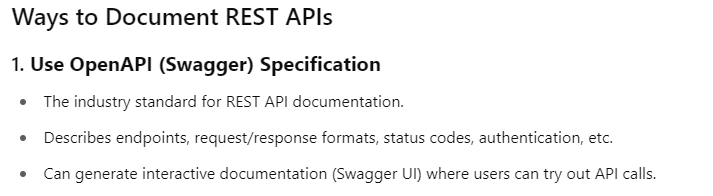 Ways to Document REST APIs
1. Use OpenAPI (Swagger) Specification
• The industry standard for REST API documentation.
• Describes endpoints, request/response formats, status codes, authentication, etc.
• Can generate interactive documentation (Swagger UI) where users can try out API calls.